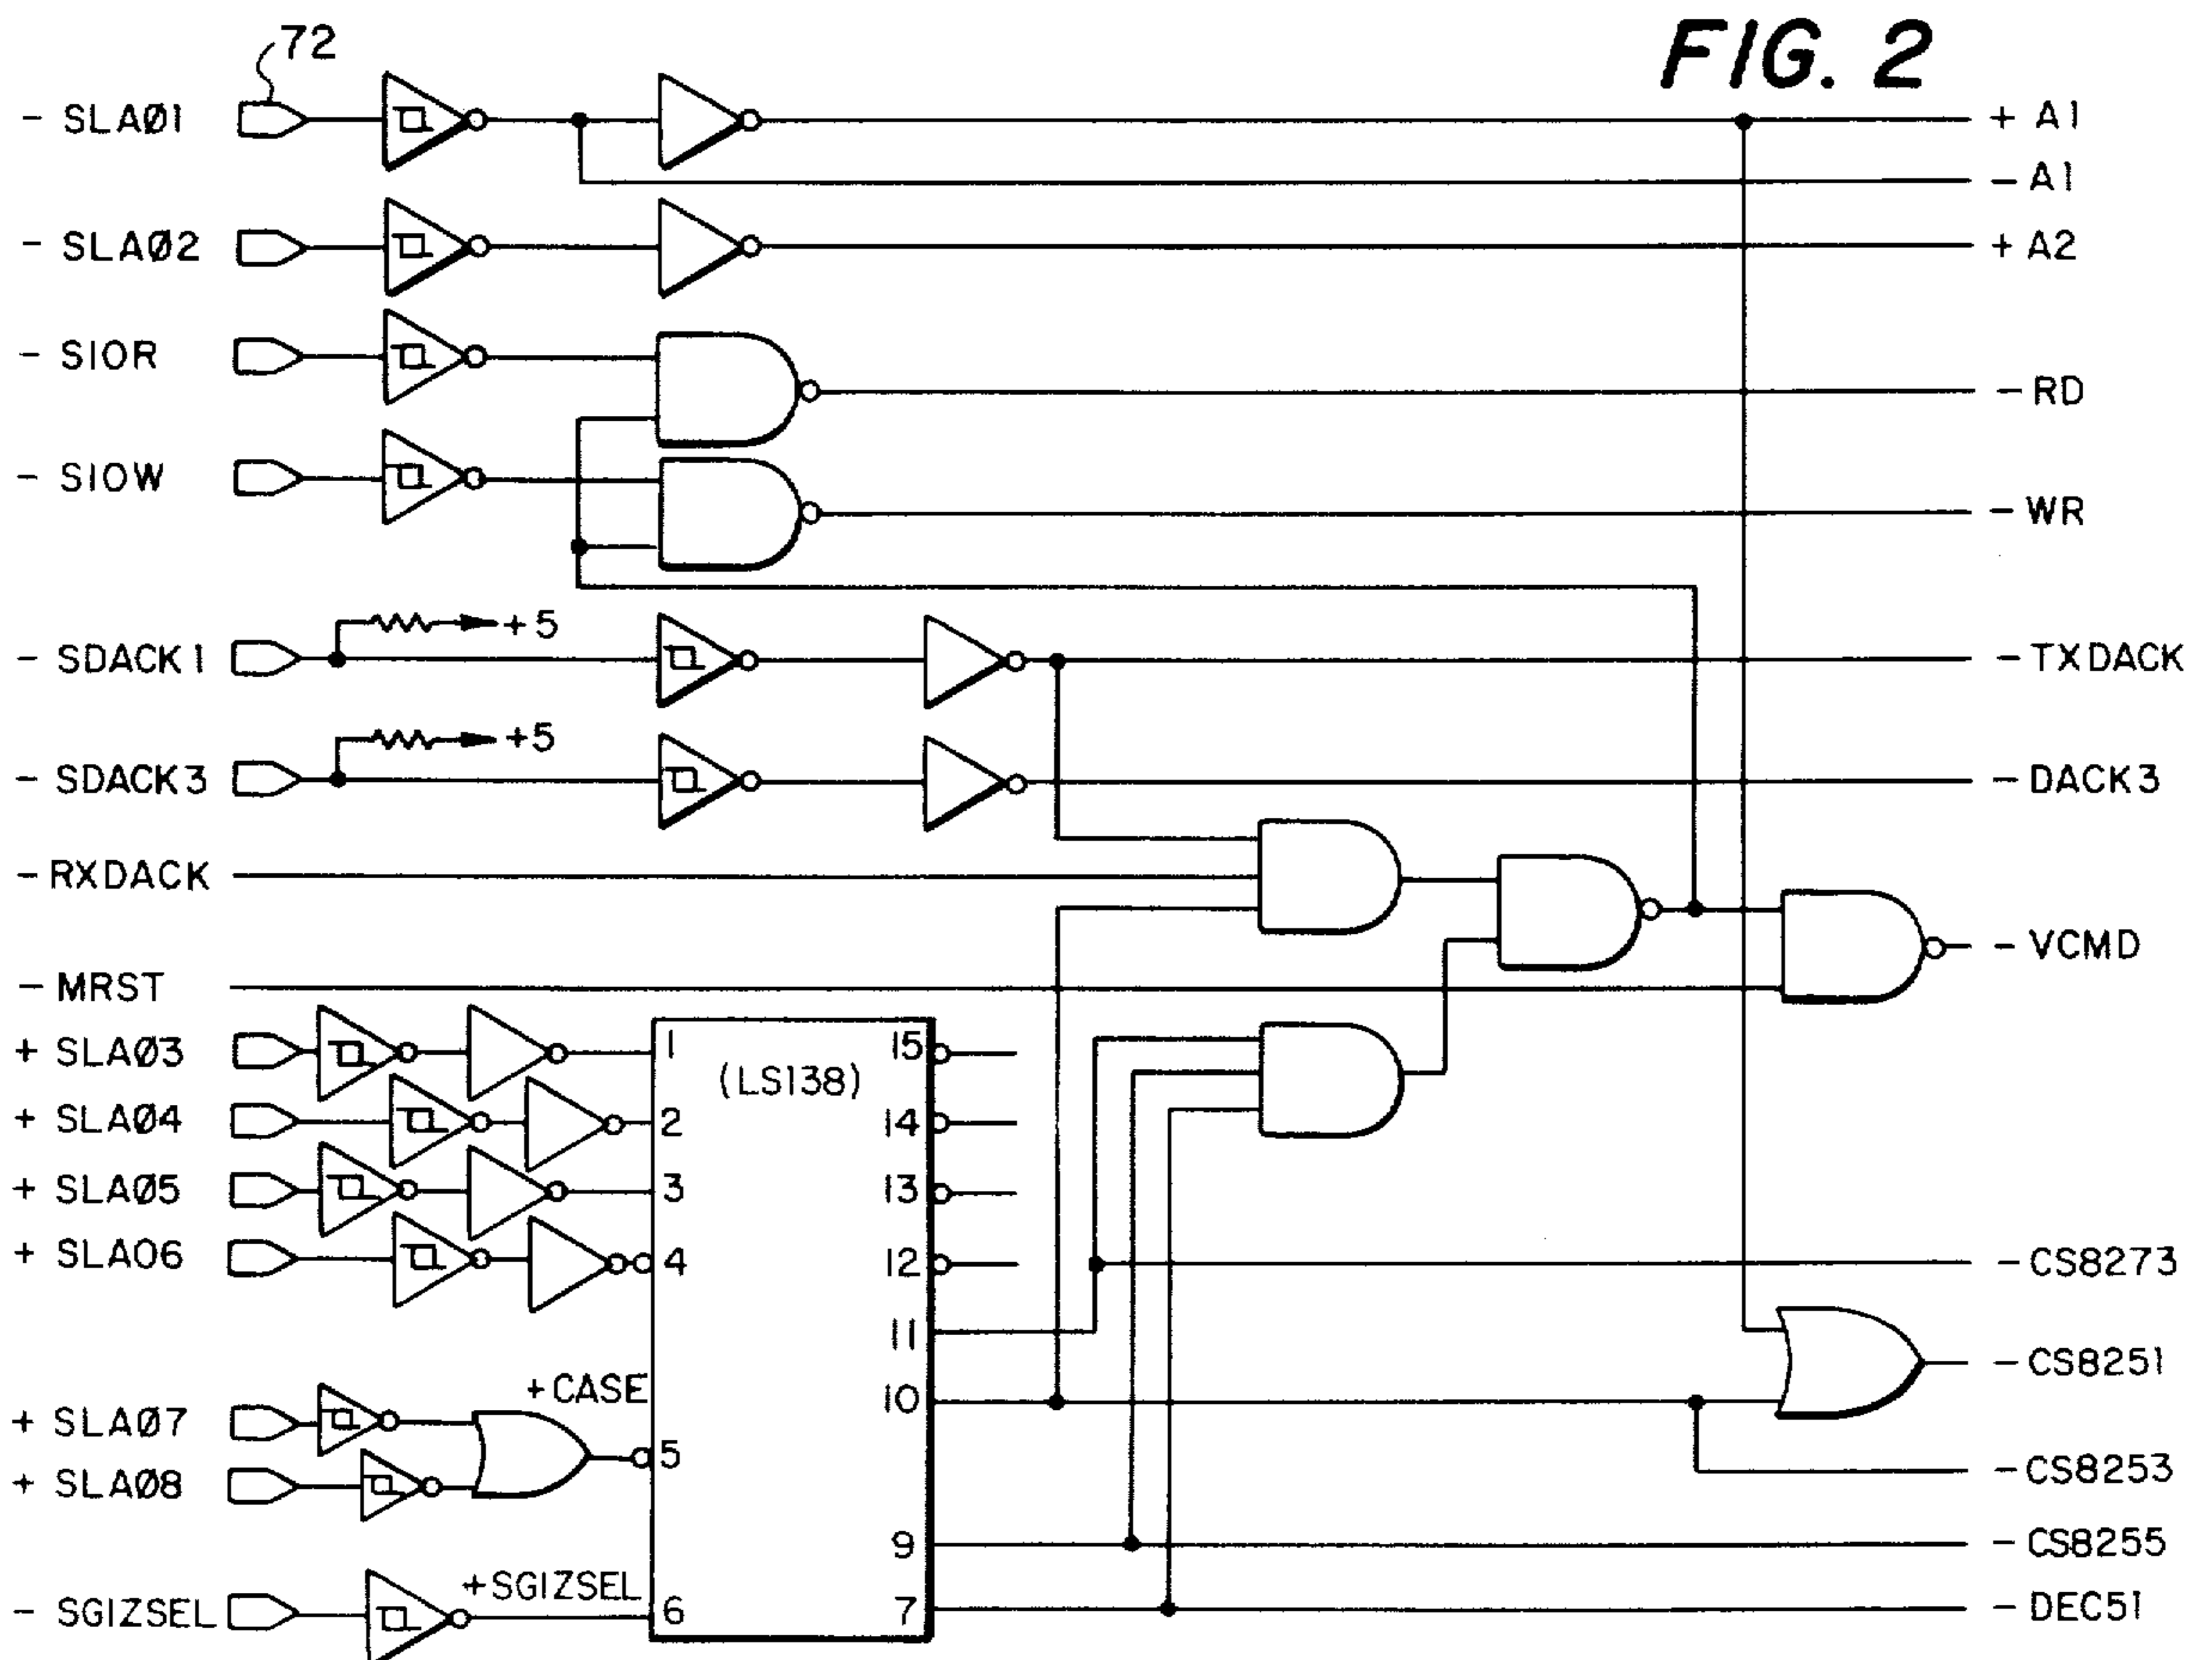 FIG. 2
72
- SLAØ1
+ A1
- A1
- SLAØ2
+ A2
- SIOR
- RD
- SIOW
- WR
+5
- SDACK1
- TXDACK
+5
- SDACK3
- DACK3
- RXDACK
- VCMD
- MRST
+ SLAØ3
1
15
(LS138)
+ SLAØ4
2
14
+ SLAØ5
3
13
+ SLAO6
4
12
- CS8273
11
- CS8251
+CASE
10
+ SLAØ7
5
- CS8253
+ SLAØ8
9
- CS8255
+SGIZSEL
- SGIZSEL
6
7
- DEC51